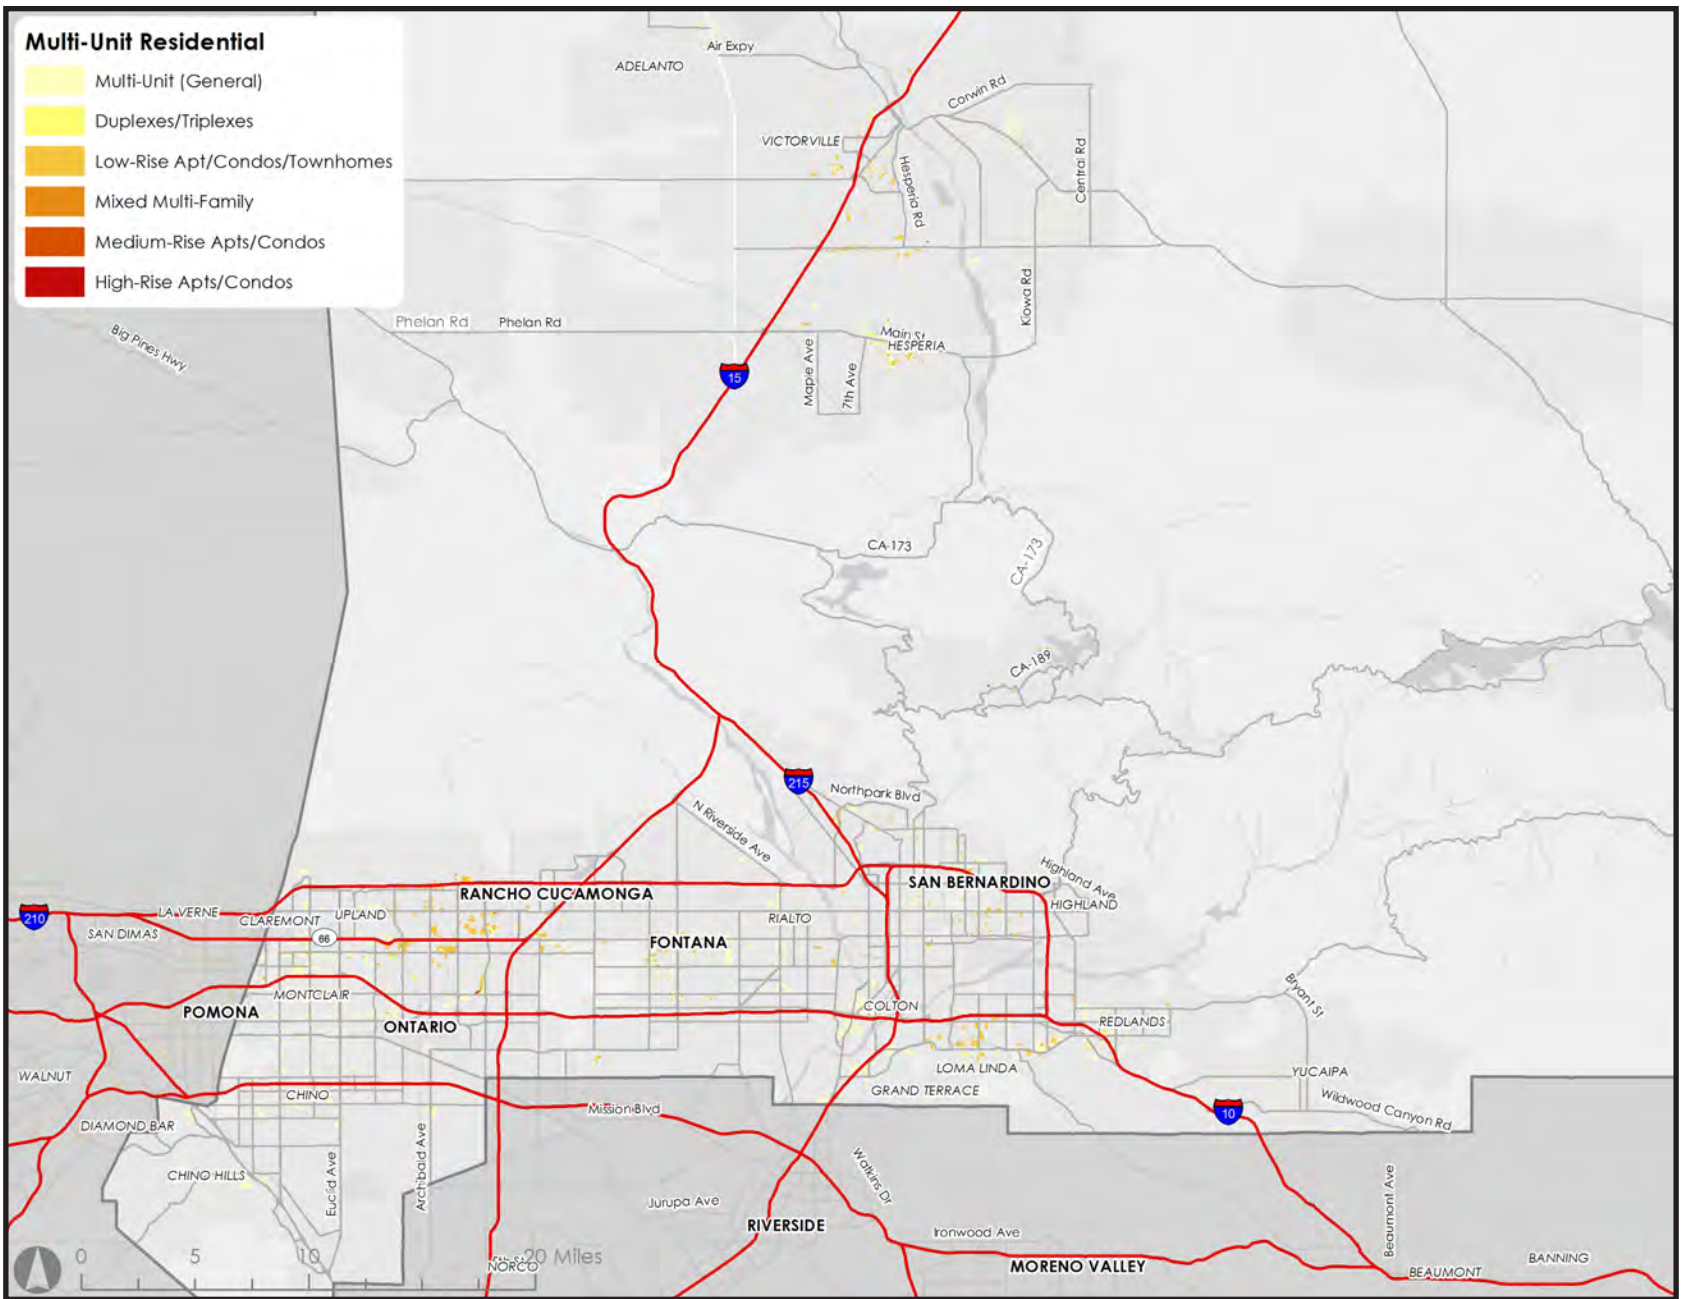 Multi-Unit Residential
Multi-Unit (General)
Duplexes/Triplexes
Low-Rise Apt/Condos/Townhomes
Mixed Multi-Family
Medium-Rise Apts/Condos
High-Rise Apts/Condos
Air Expy
ADELANTO
Corwin Rd
VICTORVILLE
Central Rd
Hesperia Rd
Kiowa Rd
Big Pines Hwy
Phelan Rd
Phelan Rd
Main St
HESPERIA
Maple Ave
7th Ave
15
CA-173
CA-173
CA-189
215
Northpark Blvd
N Riverside Ave
Highland Ave
SAN BERNARDINO
RANCHO CUCAMONGA
HIGHLAND
210
LA VERNE
CLAREMONT
UPLAND
RIALTO
SAN DIMAS
66
FONTANA
MONTCLAIR
Bryant St
POMONA
COLTON
ONTARIO
REDLANDS
WALNUT
LOMA LINDA
YUCAIPA
CHINO
GRAND TERRACE
Wildwood Canyon Rd
Mission Blvd
10
DIAMOND BAR
Archibald Ave
CHINO HILLS
Euclid Ave
Watkins Dr
Jurupa Ave
Beaumont Ave
RIVERSIDE
Ironwood Ave
0 5 10 20 Miles
5th St
NORCO
MORENO VALLEY
BANNING
BEAUMONT